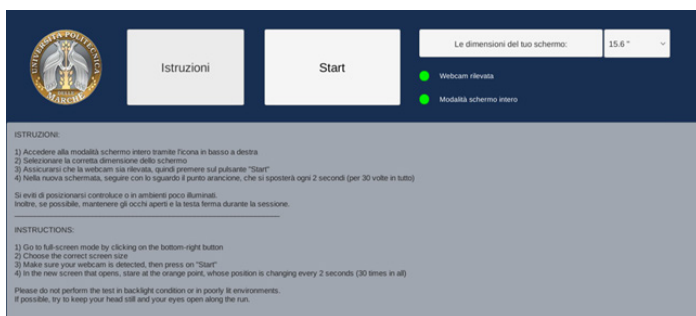 UNIVERSITÀ POLITECNICA
DELLE
MARCHE
Istruzioni
Start
Le dimensioni del tuo schermo:
15.6 "
Webcam rilevata
Modalità schermo intero
ISTRUZIONI:
1) Accedere alla modalità schermo intero tramite l'icona in basso a destra
2) Selezionare la corretta dimensione dello schermo
3) Assicurarsi che la webcam sia rilevata, quindi premere sul pulsante "Start"
4) Nella nuova schermata, seguire con lo sguardo il punto arancione, che si sposterà ogni 2 secondi (per 30 volte in tutto)
Si eviti di posizionarsi controluce o in ambienti poco illuminati.
Inoltre, se possibile, mantenere gli occhi aperti e la testa ferma durante la sessione.
INSTRUCTIONS:
1) Go to full-screen mode by clicking on the bottom-right button
2) Choose the correct screen size
3) Make sure your webcam is detected, then press on "Start"
4) In the new screen that opens, stare at the orange point, whose position is changing every 2 seconds (30 times in all)
Please do not perform the test in backlight condition or in poorly lit environments.
If possible, try to keep your head still and your eyes open along the run.